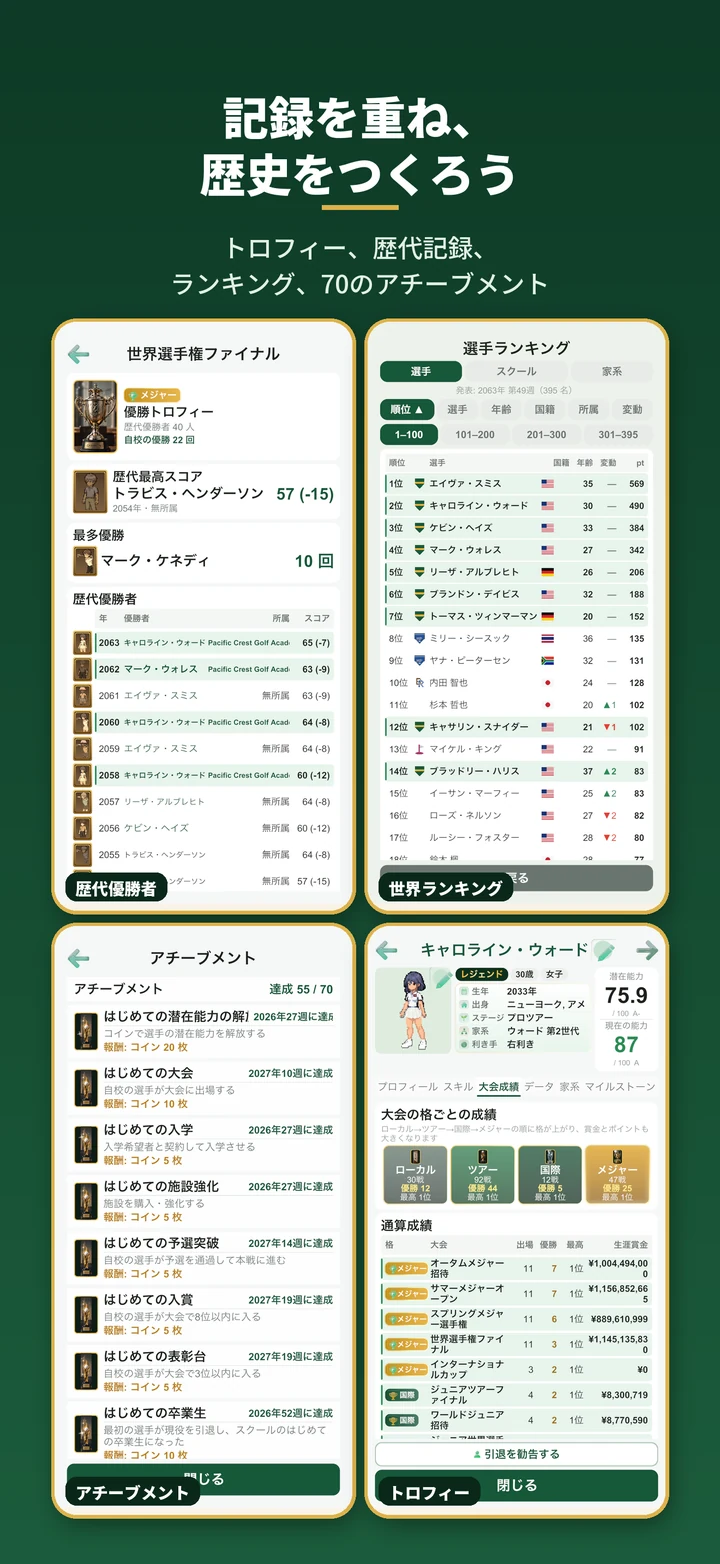 記録を重ね、
歴史をつくろう
トロフィー、歴代記録、
ランキング、70のアチーブメント
世界選手権ファイナル
メジャー
優勝トロフィー
歴代優勝者 40 人
自校の優勝 22 回
歴代最高スコア
トラビス・ヘンダーソン 57 (-15)
2054年・無所属
最多優勝
マーク・ケネディ 10 回
歴代優勝者
年 優勝者 所属 スコア
2063 キャロライン・ウォード Pacific Crest Golf Acad 65 (-7)
2062 マーク・ウォレス Pacific Crest Golf Acad 63 (-9)
2061 エイヴァ・スミス 無所属 63 (-9)
2060 キャロライン・ウォード Pacific Crest Golf Acad 64 (-8)
2059 エイヴァ・スミス 無所属 64 (-8)
2058 キャロライン・ウォード Pacific Crest Golf Acad 60 (-12)
2057 リーザ・アルブレヒト 無所属 64 (-8)
2056 ケビン・ヘイズ 無所属 60 (-12)
2055 トラビス・ヘンダーソン 無所属 64 (-8)
ンダーソン 無所属 57 (-15)
歴代優勝者
選手ランキング
選手 スクール 家系
発表: 2063年 第49週（395 名）
順位 ▲ 選手 年齢 国籍 所属 変動
1–100 101–200 201–300 301–395
順位 選手 国籍 年齢 変動 pt
1位 エイヴァ・スミス 35 — 569
2位 キャロライン・ウォード 30 — 490
3位 ケビン・ヘイズ 33 — 384
4位 マーク・ウォレス 27 — 342
5位 リーザ・アルブレヒト 26 — 206
6位 ブランドン・デイビス 32 — 188
7位 トーマス・ツィンマーマン 20 — 152
8位 ミリー・シースック 36 — 135
9位 ヤナ・ピーターセン 32 — 131
10位 内田 智也 24 — 128
11位 杉本 哲也 20 ▲1 102
12位 キャサリン・スナイダー 21 ▼1 102
13位 マイケル・キング 22 — 91
14位 ブラッドリー・ハリス 37 ▲2 83
15位 イーサン・マーフィー 25 ▲2 83
16位 ローズ・ネルソン 27 ▼2 82
17位 ルーシー・フォスター 28 ▼2 80
18位 28 77
戻る
世界ランキング
アチーブメント
アチーブメント 達成 55 / 70
はじめての潜在能力の解 2026年27週に達成
コインで選手の潜在能力を解放する
報酬: コイン 20 枚
はじめての大会 2027年10週に達成
自校の選手が大会に出場する
報酬: コイン 10 枚
はじめての入学 2026年27週に達成
入学希望者と契約して入学させる
報酬: コイン 5 枚
はじめての施設強化 2026年27週に達成
施設を購入・強化する
報酬: コイン 5 枚
はじめての予選突破 2027年14週に達成
自校の選手が予選を通過して本戦に進む
報酬: コイン 5 枚
はじめての入賞 2027年19週に達成
自校の選手が大会で8位以内に入る
報酬: コイン 5 枚
はじめての表彰台 2027年19週に達成
自校の選手が大会で3位以内に入る
報酬: コイン 5 枚
はじめての卒業生 2026年52週に達成
最初の選手が現役を引退し、スクールのはじめて
の卒業生になった
報酬: コイン 10 枚
閉じる
アチーブメント
キャロライン・ウォード
レジェンド 30歳 女子
生年 2033年
出身 ニューヨーク, アメ
ステージ プロツアー
家系 ウォード 第2世代
利き手 右利き
潜在能力
75.9
/ 100 A-
現在の能力
87
/ 100 A
プロフィール スキル 大会成績 データ 家系 マイルストーン
大会の格ごとの成績
ローカル→ツアー→国際→メジャーの順に格が上がり、賞金とポイントも
大きくなります
ローカル
30戦
優勝 12
最高 1位
ツアー
92戦
優勝 44
最高 1位
国際
12戦
優勝 5
最高 1位
メジャー
47戦
優勝 25
最高 1位
通算成績
格 大会 出場 優勝 最高 生涯賞金
メジャー オータムメジャー招待 11 7 1位 ¥1,004,494,000
メジャー サマーメジャーオープン 11 7 1位 ¥1,156,852,665
メジャー スプリングメジャー選手権 11 6 1位 ¥889,610,999
メジャー 世界選手権ファイナル 11 3 1位 ¥1,145,135,830
メジャー インターナショナルカップ 3 2 1位 ¥0
国際 ジュニアツアーファイナル 4 2 1位 ¥8,300,719
国際 ワールドジュニア招待 4 2 1位 ¥8,770,590
引退を勧告する
閉じる
トロフィー